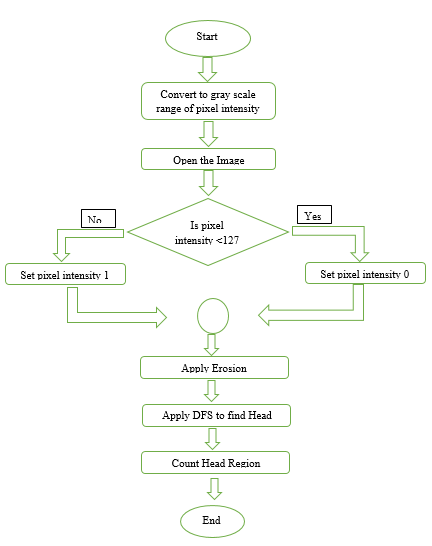 Start
Convert to gray scale
range of pixel intensity
Open the Image
Is pixel
intensity <127
No
Yes
Set pixel intensity 1
Set pixel intensity 0
Apply Erosion
Apply DFS to find Head
Count Head Region
End